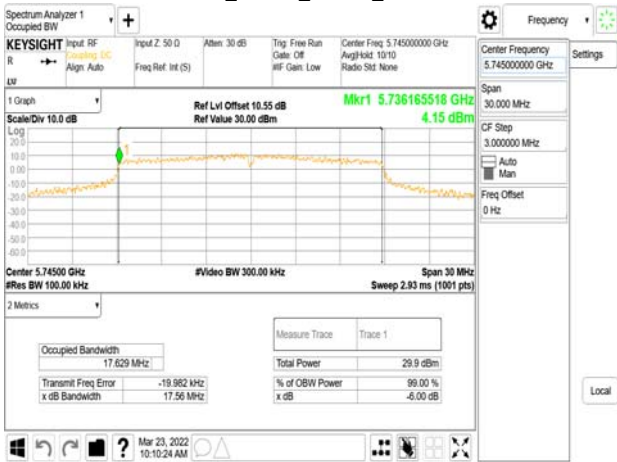 Spectrum Analyzer 1
Occupied BW
Frequency
KEYSIGHT
R
LXI
Input: RF
Coupling: DC
Align: Auto
Input Z: 50 Ω
Freq Ref: Int (S)
Atten: 30 dB
Trig: Free Run
Gate: Off
#IF Gain: Low
Center Freq: 5.745000000 GHz
Avg|Hold: 10/10
Radio Std: None
Center Frequency
5.745000000 GHz
Settings
Span
30.000 MHz
CF Step
3.000000 MHz
Auto
Man
Freq Offset
0 Hz
Local
1 Graph
Scale/Div 10.0 dB
Ref Lvl Offset 10.55 dB
Ref Value 30.00 dBm
Mkr1 5.736165518 GHz
4.15 dBm
Log
20.0
10.0
0.00
-10.0
-20.0
-30.0
-40.0
-50.0
-60.0
1
Center 5.74500 GHz
#Res BW 100.00 kHz
#Video BW 300.00 kHz
Span 30 MHz
Sweep 2.93 ms (1001 pts)
2 Metrics
Measure Trace
Trace 1
Occupied Bandwidth
17.629 MHz
Total Power
29.9 dBm
Transmit Freq Error
-19.982 kHz
% of OBW Power
99.00 %
x dB Bandwidth
17.56 MHz
x dB
-6.00 dB
Mar 23, 2022
10:10:24 AM